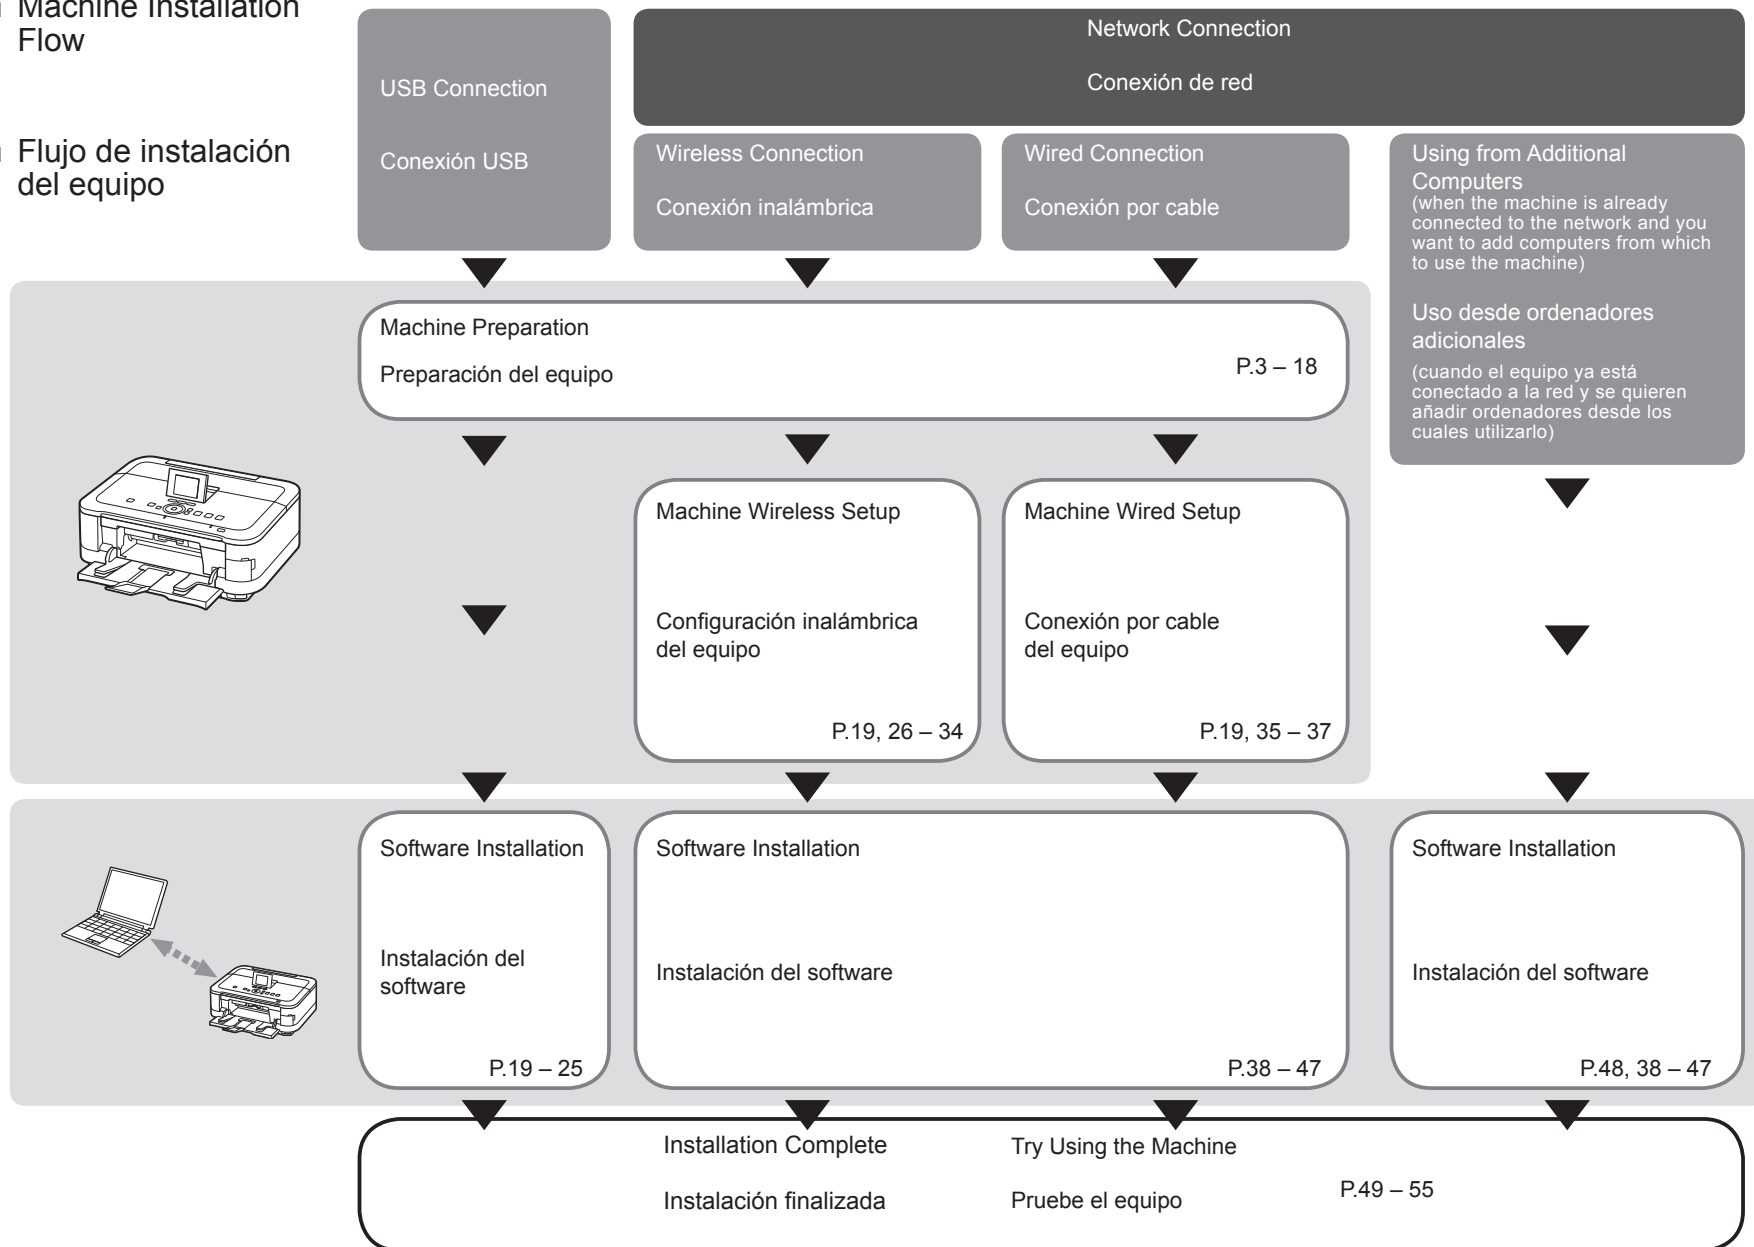 Machine Installation
Flow
Flujo de instalación
del equipo
USB Connection
Conexión USB
Network Connection
Conexión de red
Wireless Connection
Conexión inalámbrica
Wired Connection
Conexión por cable
Using from Additional
Computers
(when the machine is already
connected to the network and you
want to add computers from which
to use the machine)
Uso desde ordenadores
adicionales
(cuando el equipo ya está
conectado a la red y se quieren
añadir ordenadores desde los
cuales utilizarlo)
Machine Preparation
Preparación del equipo
P.3 – 18
Machine Wireless Setup
Configuración inalámbrica
del equipo
P.19, 26 – 34
Machine Wired Setup
Conexión por cable
del equipo
P.19, 35 – 37
Software Installation
Instalación del
software
P.19 – 25
Software Installation
Instalación del software
P.38 – 47
Software Installation
Instalación del software
P.48, 38 – 47
Installation Complete
Instalación finalizada
Try Using the Machine
Pruebe el equipo
P.49 – 55